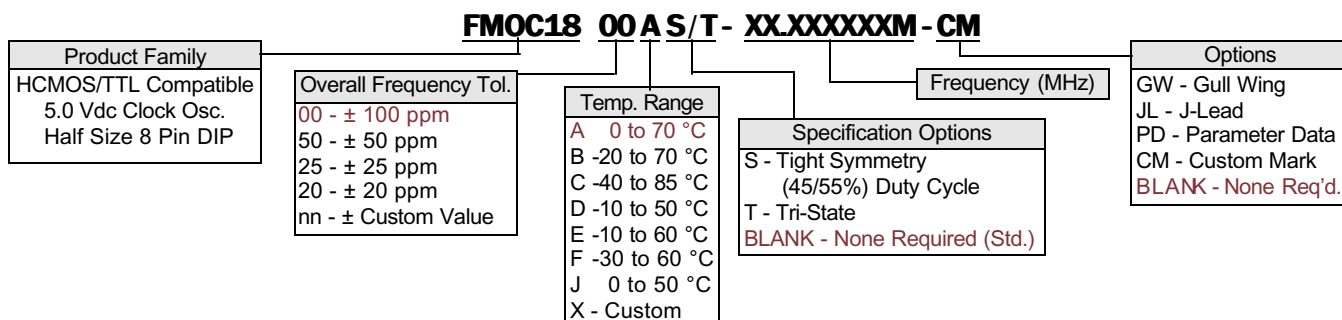 FMOC18 00 A S/T - XX.XXXXXXM - CM
Product Family
HCMOS/TTL Compatible
5.0 Vdc Clock Osc.
Half Size 8 Pin DIP
Overall Frequency Tol.
00 - ± 100 ppm
50 - ± 50 ppm
25 - ± 25 ppm
20 - ± 20 ppm
nn - ± Custom Value
Temp. Range
A 0 to 70 °C
B -20 to 70 °C
C -40 to 85 °C
D -10 to 50 °C
E -10 to 60 °C
F -30 to 60 °C
J 0 to 50 °C
X - Custom
Specification Options
S - Tight Symmetry
(45/55%) Duty Cycle
T - Tri-State
BLANK - None Required (Std.)
Frequency (MHz)
Options
GW - Gull Wing
JL - J-Lead
PD - Parameter Data
CM - Custom Mark
BLANK - None Req'd.